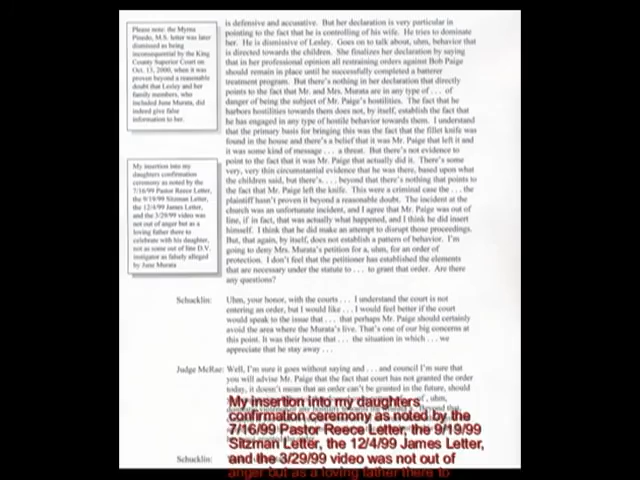 Please note: the Myrna
Pinedo, M.S. letter was later
dismissed as being
inconsequential by the King
County Superior Court on
Oct. 13, 2000, when it was
proven beyond a reasonable
doubt that Lesley and her
family members, who
included June Murata, did
indeed give false
information to her.
My insertion into my
daughters confirmation
ceremony as noted by the
7/16/99 Pastor Reece Letter,
the 9/19/99 Sitzman Letter,
the 12/4/99 James Letter,
and the 3/29/99 video was
not out of anger but as a
loving father there to
celebrate with his daughter,
not as some out of line D.V.
instigator as falsely alleged
by June Murata
is defensive and accusative. But her declaration is very particular in
pointing to the fact that he is controlling of his wife. He tries to dominate
her. He is dismissive of Lesley. Goes on to talk about, uhm, behavior that
is directed towards the children. She finalizes her declaration by saying
that in her professional opinion all restraining orders against Bob Paige
should remain in place until he successfully completed a batterer
treatment program. But there's nothing in her declaration that directly
points to the fact that Mr. and Mrs. Murata are in any type of . . . of
danger of being the subject of Mr. Paige's hostilities. The fact that he
harbors hostilities towards them does not, by itself, establish the fact that
he has engaged in any type of hostile behavior towards them. I understand
that the primary basis for bringing this was the fact that the fillet knife was
found in the house and there's a belief that it was Mr. Paige that left it and
it was some kind of message . . . a threat. But there's not evidence to
point to the fact that it was Mr. Paige that actually did it. There's some
very, very thin circumstantial evidence that he was there, based upon what
the children said, but there's . . . beyond that there's nothing that points to
the fact that Mr. Paige left the knife. This were a criminal case the . . . the
plaintiff hasn't proven it beyond a reasonable doubt. The incident at the
church was an unfortunate incident, and I agree that Mr. Paige was out of
line, if in fact, that was actually what happened, and I think he did insert
himself. I think that he did make an attempt to disrupt those proceedings.
But, that again, by itself, does not establish a pattern of behavior. I'm
going to deny Mrs. Murata's petition for a, uhm, for an order of
protection. I don't feel that the petitioner has established the elements
that are necessary under the statute to . . . to grant that order. Are there
any questions?
Schucklin: Uhm, your honor, with the courts . . . I understand the court is not
entering an order, but I would like . . . I would feel better if the court
would speak to the issue that . . . that perhaps Mr. Paige should certainly
avoid the area where the Murata's live. That's one of our big concerns at
this point. It was their house that . . . the situation in which . . . we
appreciate that he stay away . . .
Judge McRae: Well, I'm sure it goes without saying and . . . and council I'm sure that
you will advise Mr. Paige that the fact that court has not granted the order
today, it doesn't mean that an order can't be granted in the future, should
My insertion into my daughters
confirmation ceremony as noted by the
7/16/99 Pastor Reece Letter, the 9/19/99
Sitzman Letter, the 12/4/99 James Letter,
and the 3/29/99 video was not out of
anger but as a loving father there to
Schucklin: